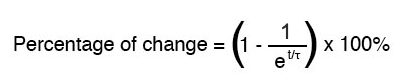 Percentage of change = (1 - 1/e^t/τ) x 100%